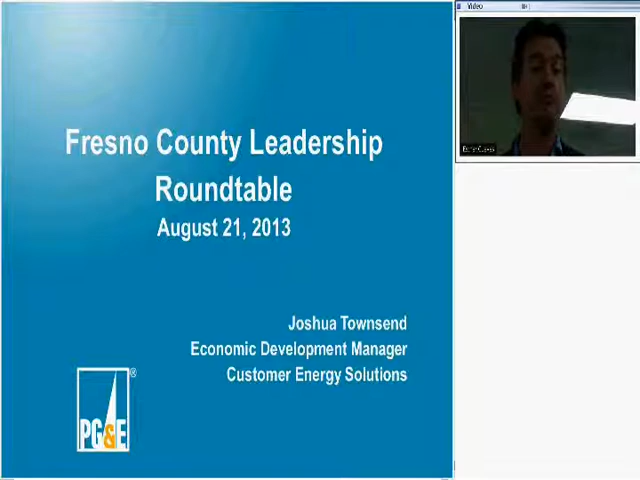 Fresno County Leadership
Roundtable
August 21, 2013
Joshua Townsend
Economic Development Manager
Customer Energy Solutions
PG&E
®
Video